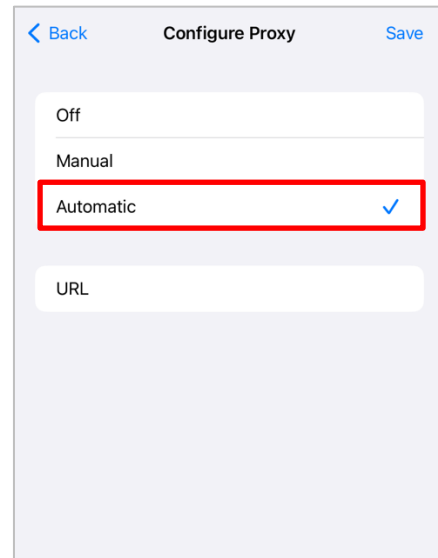 Back Configure Proxy Save
Off
Manual
Automatic
URL